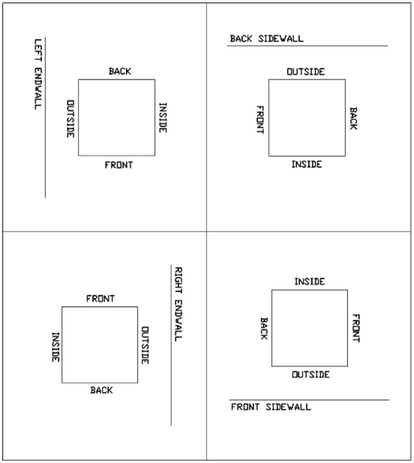 LEFT ENDWALL
BACK
OUTSIDE
INSIDE
FRONT
BACK SIDEWALL
OUTSIDE
FRONT
BACK
INSIDE
RIGHT ENDWALL
FRONT
INSIDE
OUTSIDE
BACK
INSIDE
BACK
FRONT
OUTSIDE
FRONT SIDEWALL